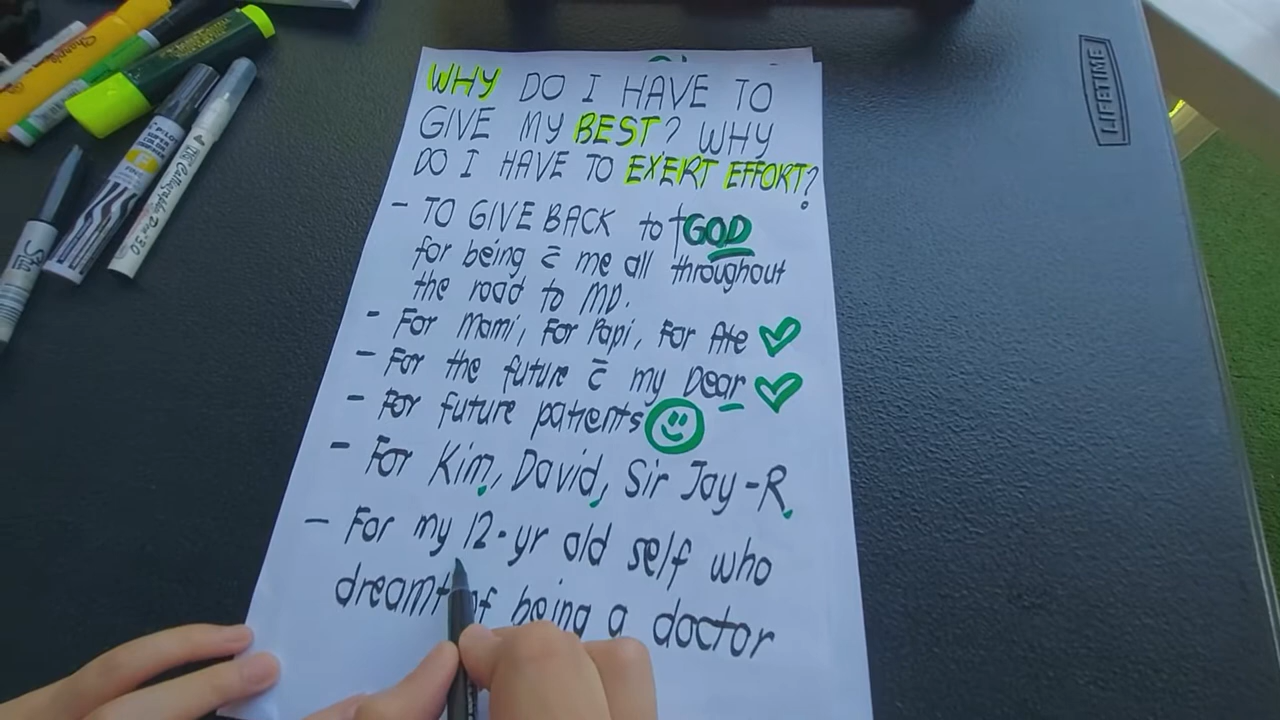 WHY DO I HAVE TO
GIVE MY BEST? WHY
DO I HAVE TO EXERT EFFORT?
- TO GIVE BACK to GOD
for being c̄ me all throughout
the road to MD.
- For Mami, For Papi, For Ate
- For the future c̄ my Dear
- For future patients
- For Kim, David, Sir Jay-R.
- For my 12-yr old self who
dreamt of being a doctor
LIFETIME
Sharpie
PILOT